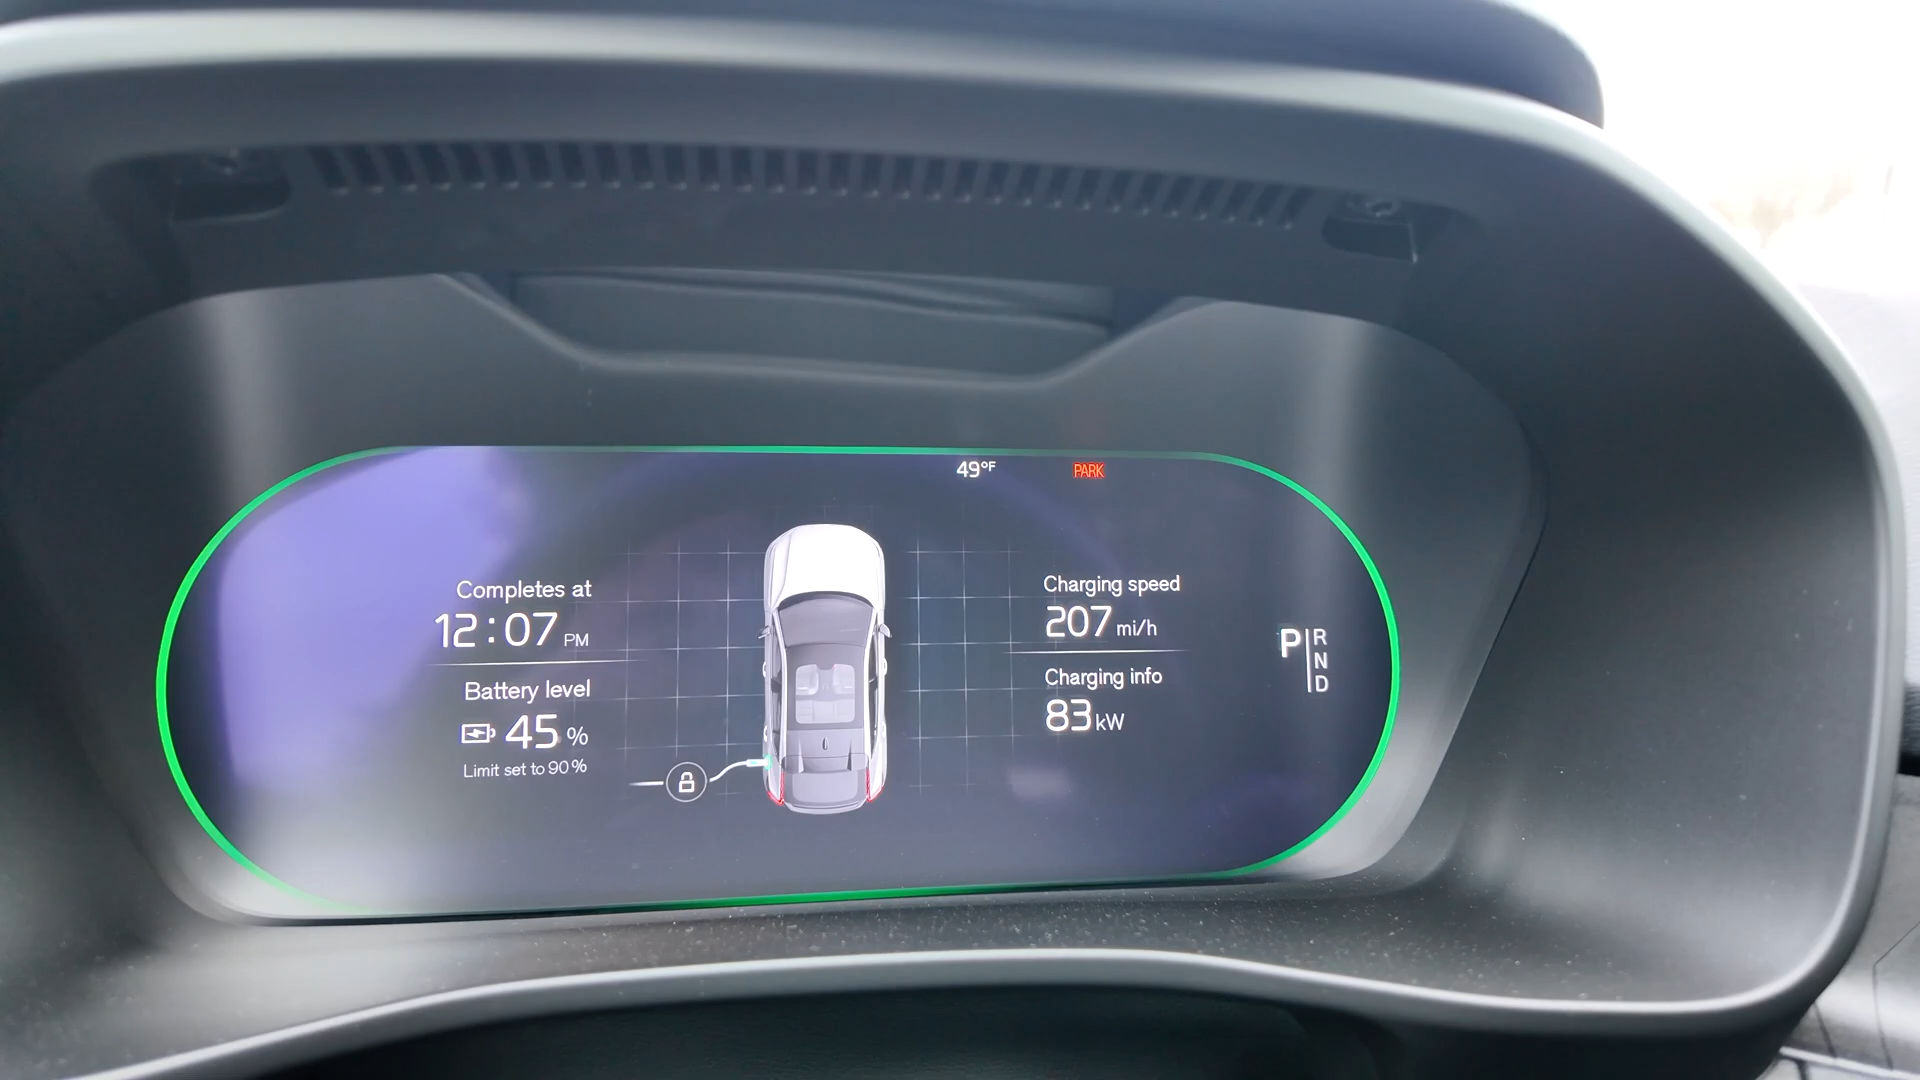 49°F PARK
Completes at
12:07 PM
Battery level
45 %
Limit set to 90%
Charging speed
207 mi/h
Charging info
83 kW
P R
N
D